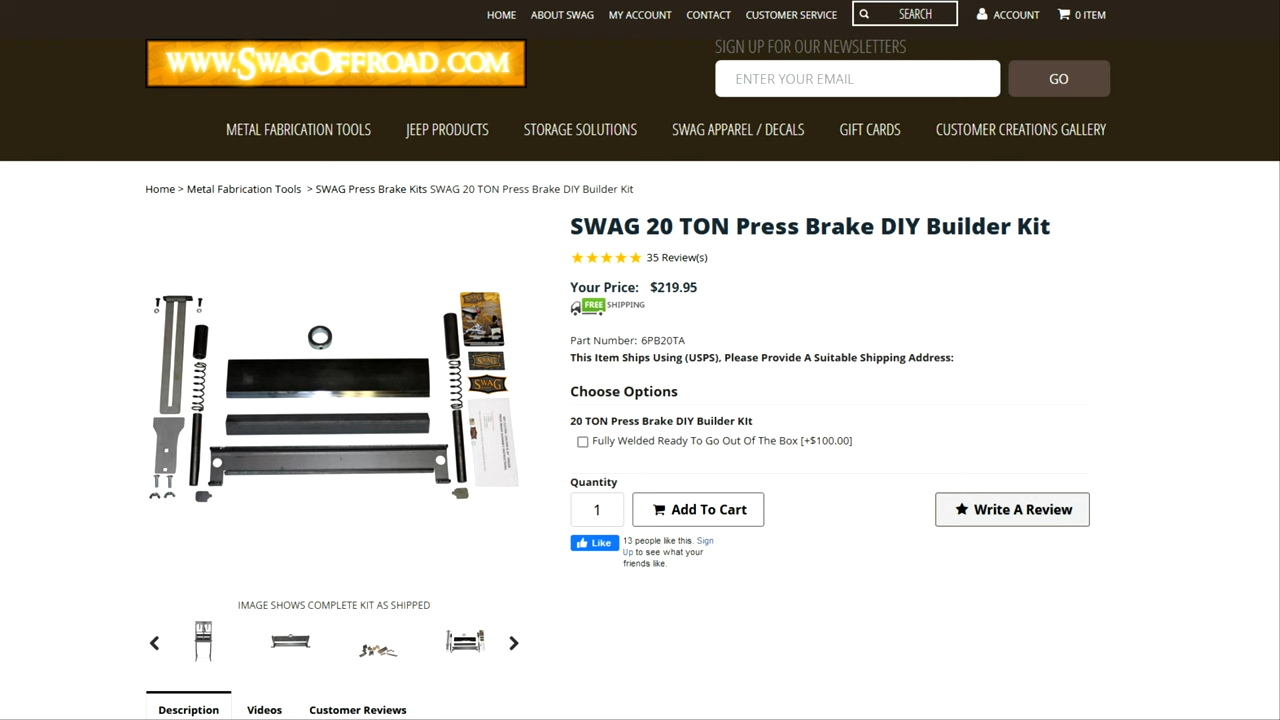 HOME
ABOUT SWAG
MY ACCOUNT
CONTACT
CUSTOMER SERVICE
SEARCH
ACCOUNT
0 ITEM
www.SwagOffroad.com
SIGN UP FOR OUR NEWSLETTERS
ENTER YOUR EMAIL
GO
METAL FABRICATION TOOLS
JEEP PRODUCTS
STORAGE SOLUTIONS
SWAG APPAREL / DECALS
GIFT CARDS
CUSTOMER CREATIONS GALLERY
Home > Metal Fabrication Tools > SWAG Press Brake Kits SWAG 20 TON Press Brake DIY Builder Kit
SWAG 20 TON Press Brake DIY Builder Kit
35 Review(s)
Your Price: $219.95
FREE SHIPPING
Part Number: 6PB20TA
This Item Ships Using (USPS), Please Provide A Suitable Shipping Address:
Choose Options
20 TON Press Brake DIY Builder KIt
Fully Welded Ready To Go Out Of The Box [+$100.00]
Quantity
1
Add To Cart
Write A Review
Like
13 people like this. Sign
Up to see what your
friends like.
SWAG
IMAGE SHOWS COMPLETE KIT AS SHIPPED
Description
Videos
Customer Reviews